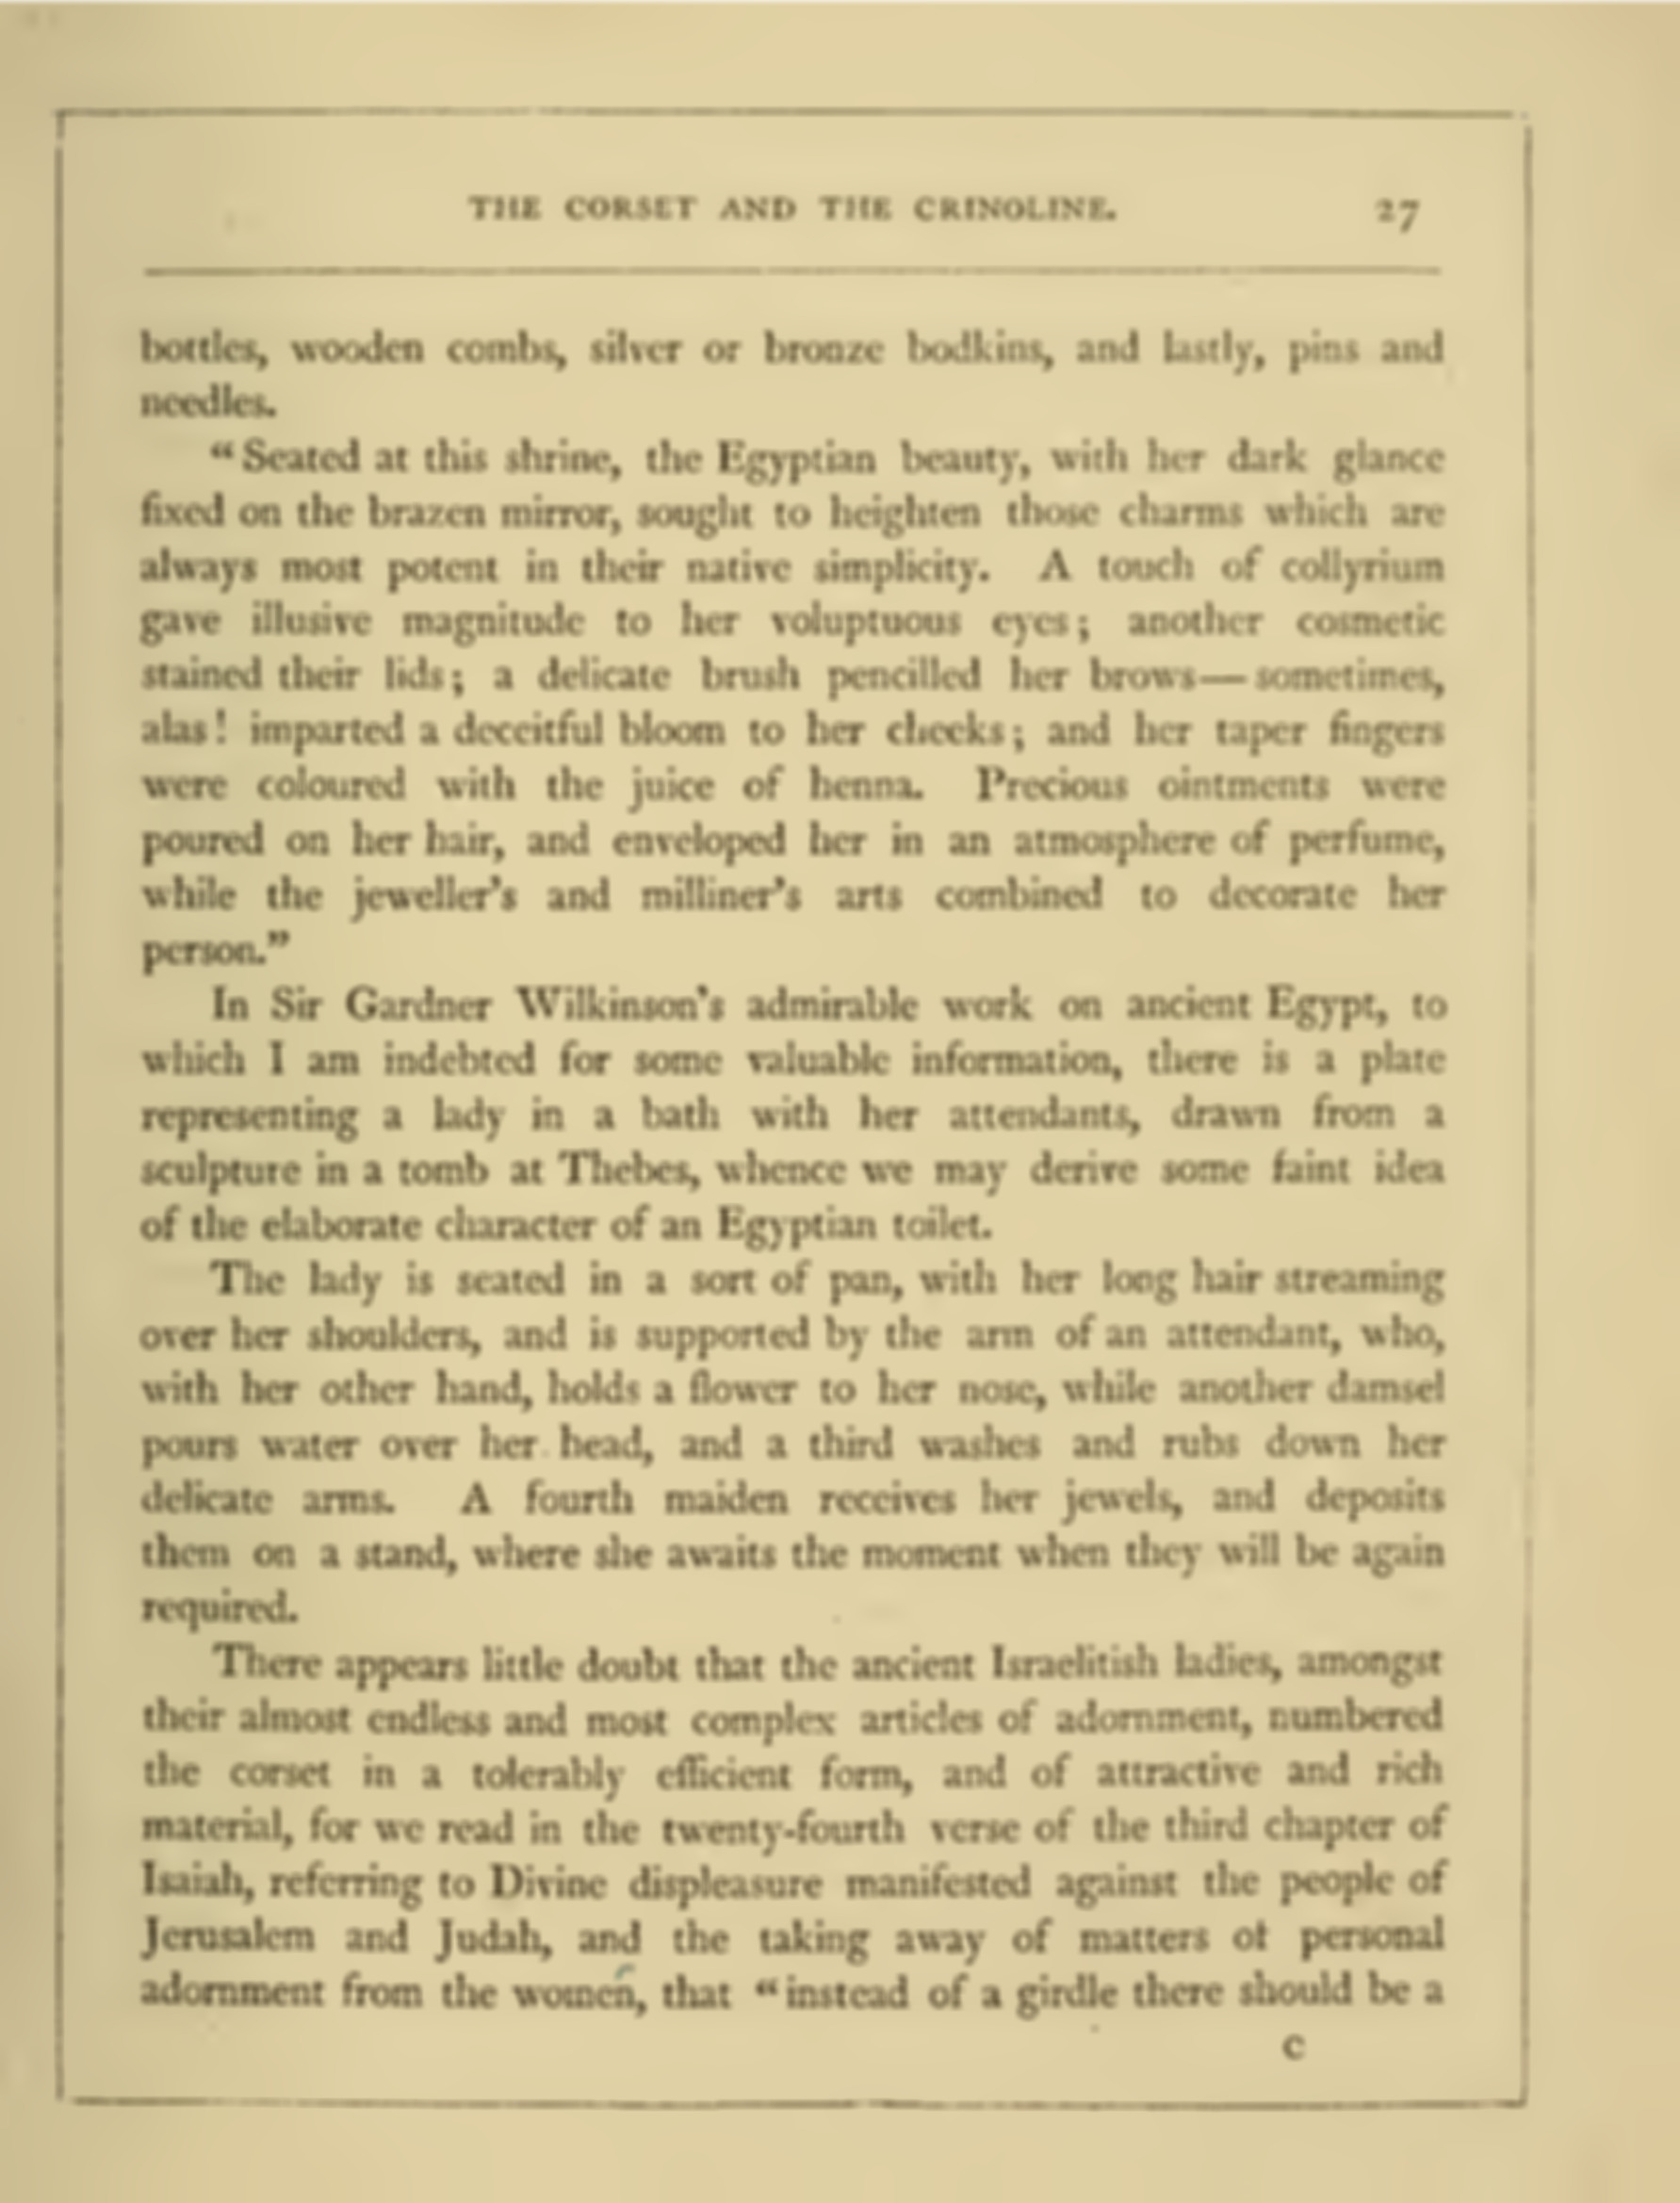 THE CORSET AND THE CRINOLINE. 27
bottles, wooden combs, silver or bronze bodkins, and lastly, pins and
needles.
“Seated at this shrine, the Egyptian beauty, with her dark glance
fixed on the brazen mirror, sought to heighten those charms which are
always most potent in their native simplicity. A touch of collyrium
gave illusive magnitude to her voluptuous eyes; another cosmetic
stained their lids; a delicate brush pencilled her brows—sometimes,
alas! imparted a deceitful bloom to her cheeks; and her taper fingers
were coloured with the juice of henna. Precious ointments were
poured on her hair, and enveloped her in an atmosphere of perfume,
while the jeweller’s and milliner’s arts combined to decorate her
person.”
In Sir Gardner Wilkinson’s admirable work on ancient Egypt, to
which I am indebted for some valuable information, there is a plate
representing a lady in a bath with her attendants, drawn from a
sculpture in a tomb at Thebes, whence we may derive some faint idea
of the elaborate character of an Egyptian toilet.
The lady is seated in a sort of pan, with her long hair streaming
over her shoulders, and is supported by the arm of an attendant, who,
with her other hand, holds a flower to her nose, while another damsel
pours water over her head, and a third washes and rubs down her
delicate arms. A fourth maiden receives her jewels, and deposits
them on a stand, where she awaits the moment when they will be again
required.
There appears little doubt that the ancient Israelitish ladies, amongst
their almost endless and most complex articles of adornment, numbered
the corset in a tolerably efficient form, and of attractive and rich
material, for we read in the twenty-fourth verse of the third chapter of
Isaiah, referring to Divine displeasure manifested against the people of
Jerusalem and Judah, and the taking away of matters of personal
adornment from the women, that “instead of a girdle there should be a
C